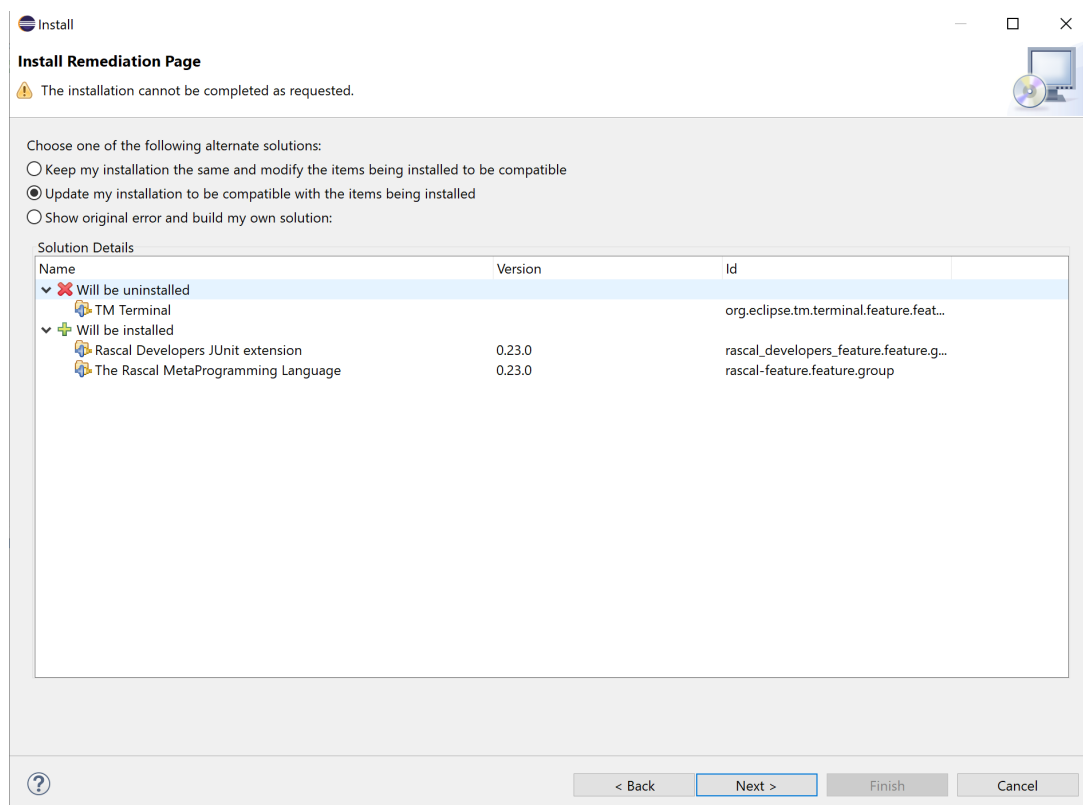 Install
Install Remediation Page
The installation cannot be completed as requested.
Choose one of the following alternate solutions:
Keep my installation the same and modify the items being installed to be compatible
Update my installation to be compatible with the items being installed
Show original error and build my own solution:
Solution Details
Name Version Id
Will be uninstalled
TM Terminal org.eclipse.tm.terminal.feature.feat...
Will be installed
Rascal Developers JUnit extension 0.23.0 rascal_developers_feature.feature.g...
The Rascal MetaProgramming Language 0.23.0 rascal-feature.feature.group
? < Back Next > Finish Cancel